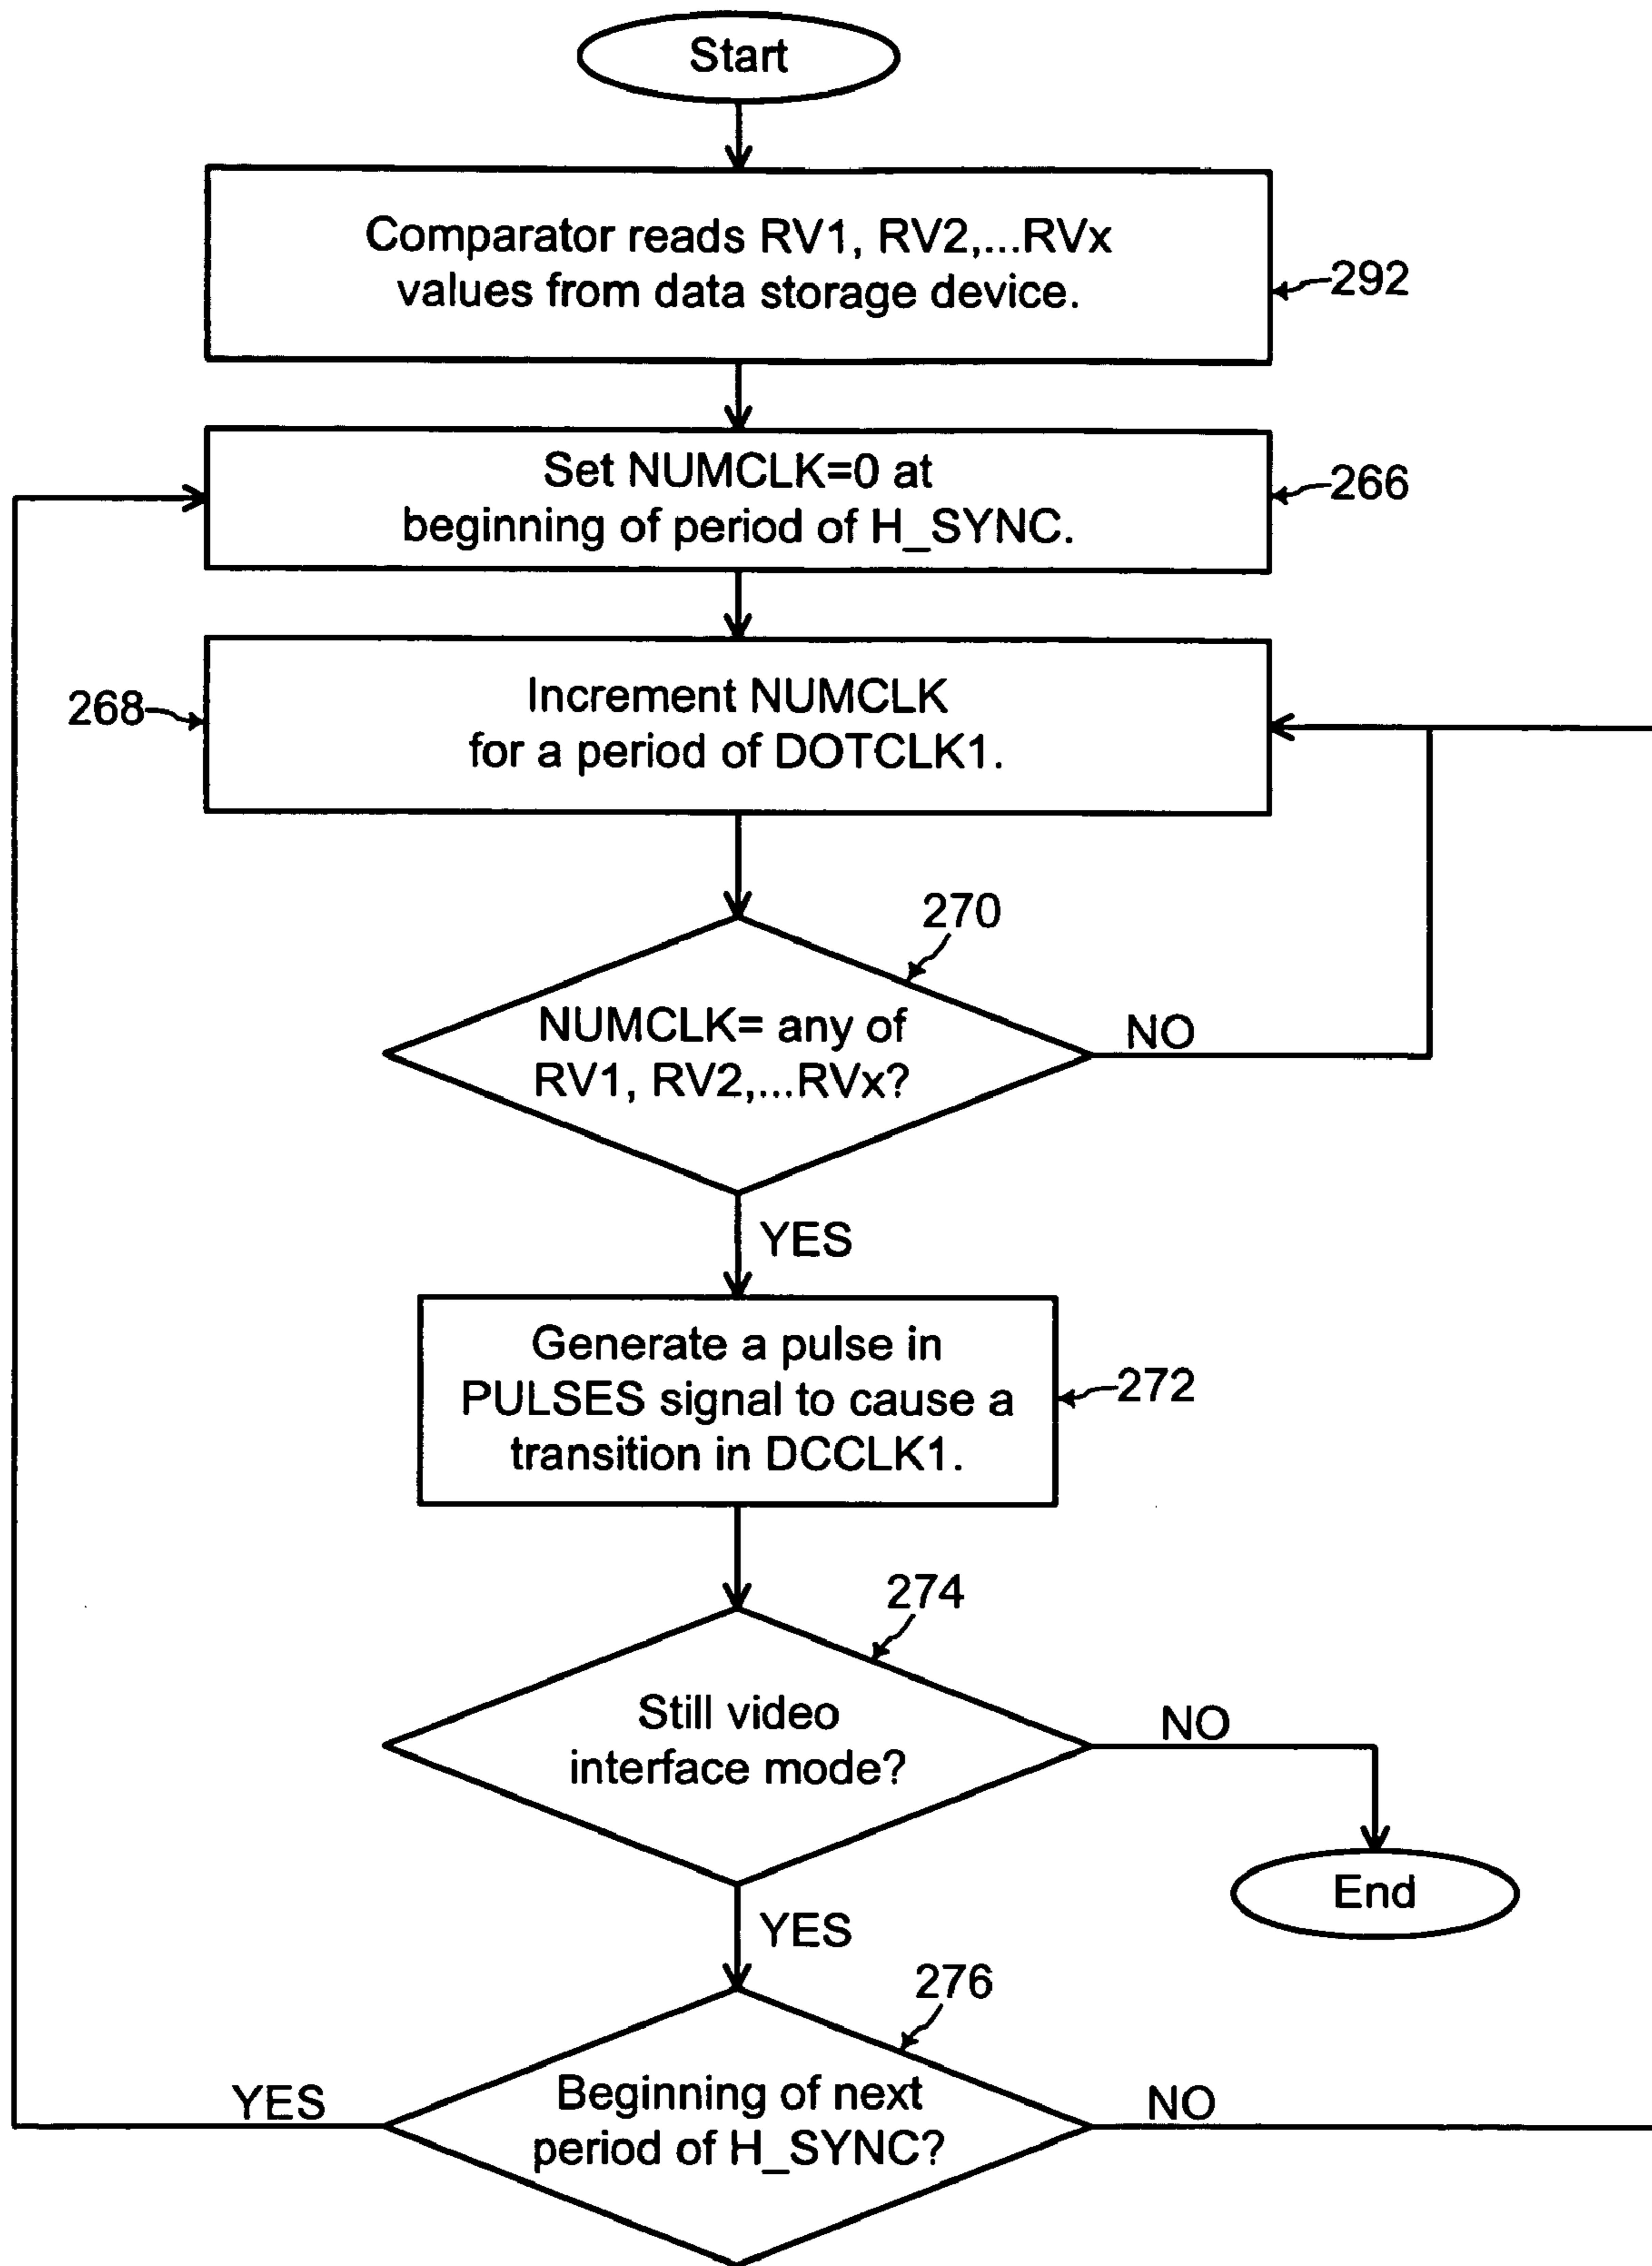 Start
Comparator reads RV1, RV2,...RVx
values from data storage device.
292
Set NUMCLK=0 at
beginning of period of H_SYNC.
266
Increment NUMCLK
for a period of DOTCLK1.
268
270
NUMCLK= any of
RV1, RV2,...RVx?
NO
YES
Generate a pulse in
PULSES signal to cause a
transition in DCCLK1.
272
274
Still video
interface mode?
NO
End
YES
276
Beginning of next
period of H_SYNC?
YES
NO